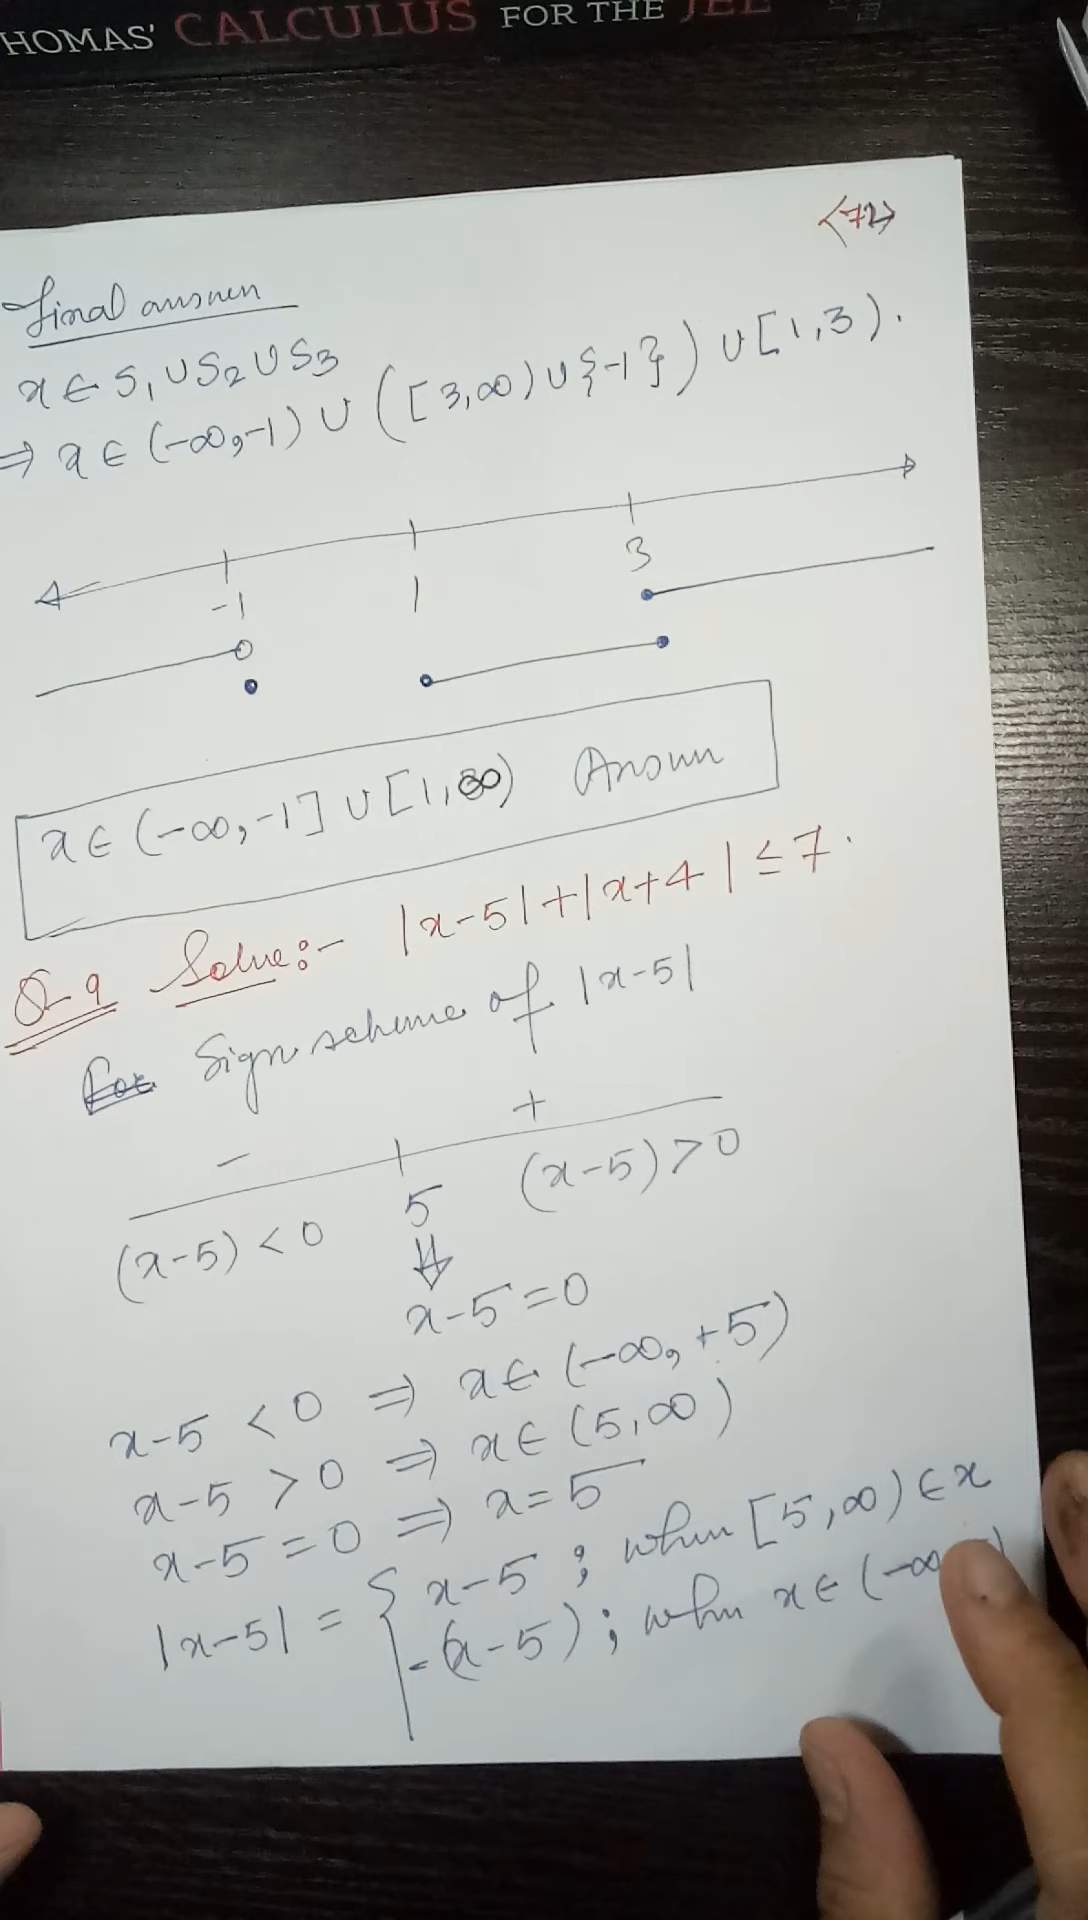 HOMAS' CALCULUS FOR THE JEE
<72>
Final answer
x ∈ S₁ ∪ S₂ ∪ S₃
⇒ x ∈ (-∞, -1) ∪ ([3,∞) ∪ {-1}) ∪ [1,3).
-1 1 3
x ∈ (-∞, -1] ∪ [1, ∞) Answer
Q-9 Solve:- |x-5|+|x+4| ≤ 7.
Sign scheme of |x-5|
- +
(x-5) < 0 5 (x-5) > 0
⇓
x-5 = 0
x-5 < 0 ⇒ x ∈ (-∞, +5)
x-5 > 0 ⇒ x ∈ (5,∞)
x-5 = 0 ⇒ x = 5
|x-5| = { x-5 ; when [5,∞) ∈ x
-(x-5) ; when x ∈ (-∞